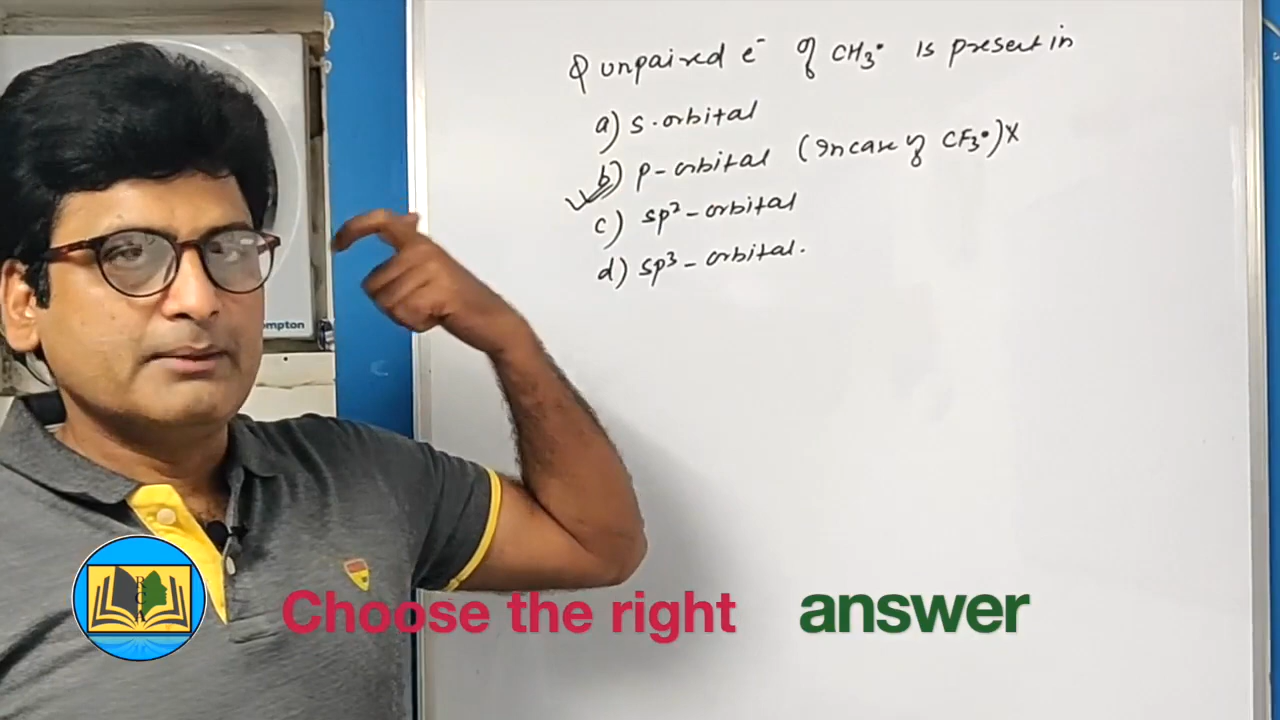 Q unpaired e⁻ of CH₃• is present in
a) s-orbital
b) p-orbital (In case of CF₃•) X
c) sp²-orbital
d) sp³-orbital.
mpton
Choose the right answer